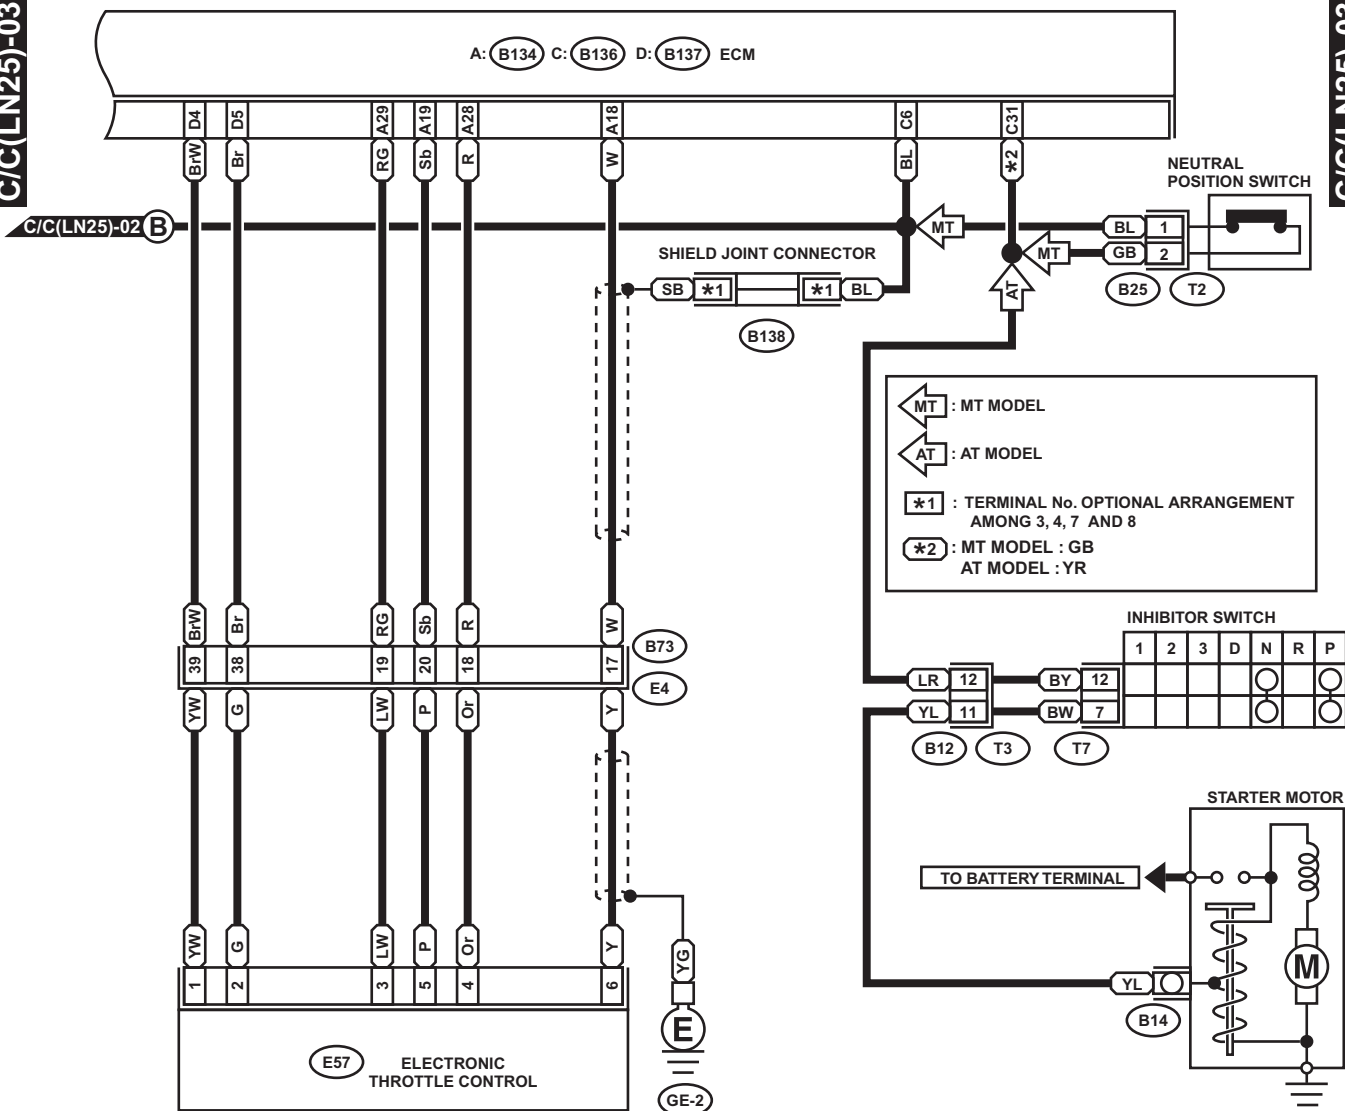 C/C(LN25)-03
C/C(LN25)-03
A: B134 C: B136 D: B137 ECM
D4 D5 A29 A19 A28 A18 C6 C31
BrW Br RG Sb R W BL *2
NEUTRAL
POSITION SWITCH
C/C(LN25)-02 B
MT BL 1
MT GB 2
B25 T2
SHIELD JOINT CONNECTOR
SB *1 *1 BL
B138
AT
MT : MT MODEL
AT : AT MODEL
*1 : TERMINAL No. OPTIONAL ARRANGEMENT
AMONG 3, 4, 7 AND 8
*2 : MT MODEL : GB
AT MODEL : YR
BrW Br RG Sb R W
39 38 19 20 18 17
B73
E4
YW G LW P Or Y
INHIBITOR SWITCH
1 2 3 D N R P
LR 12 BY 12
YL 11 BW 7
B12 T3 T7
STARTER MOTOR
TO BATTERY TERMINAL
M
YL
B14
YW G LW P Or Y
1 2 3 5 4 6
YG
E
GE-2
E57 ELECTRONIC
THROTTLE CONTROL